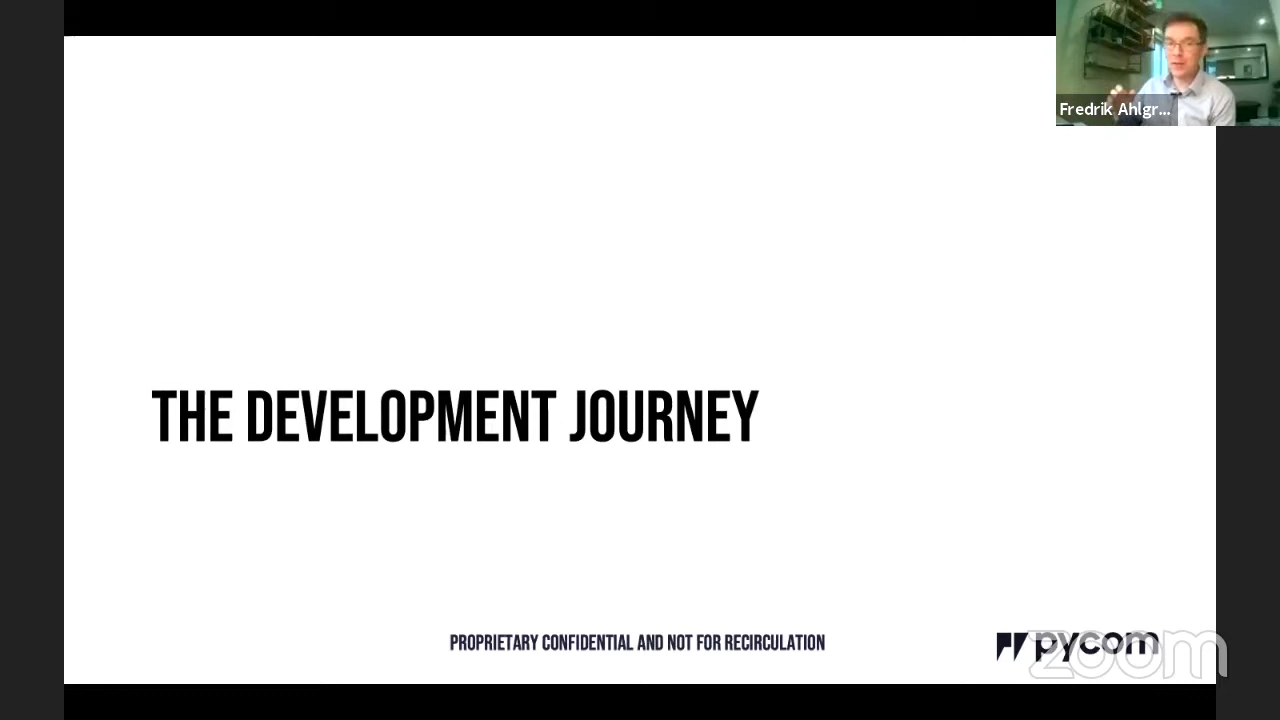 Fredrik Ahlgr...
THE DEVELOPMENT JOURNEY
PROPRIETARY CONFIDENTIAL AND NOT FOR RECIRCULATION
pycom
zoom